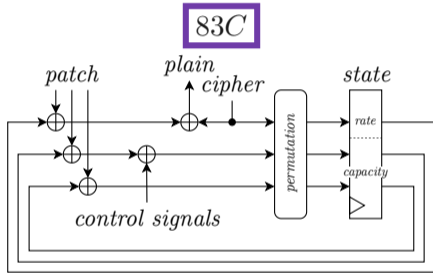 83C
patch
plain
cipher
state
permutation
rate
capacity
control signals